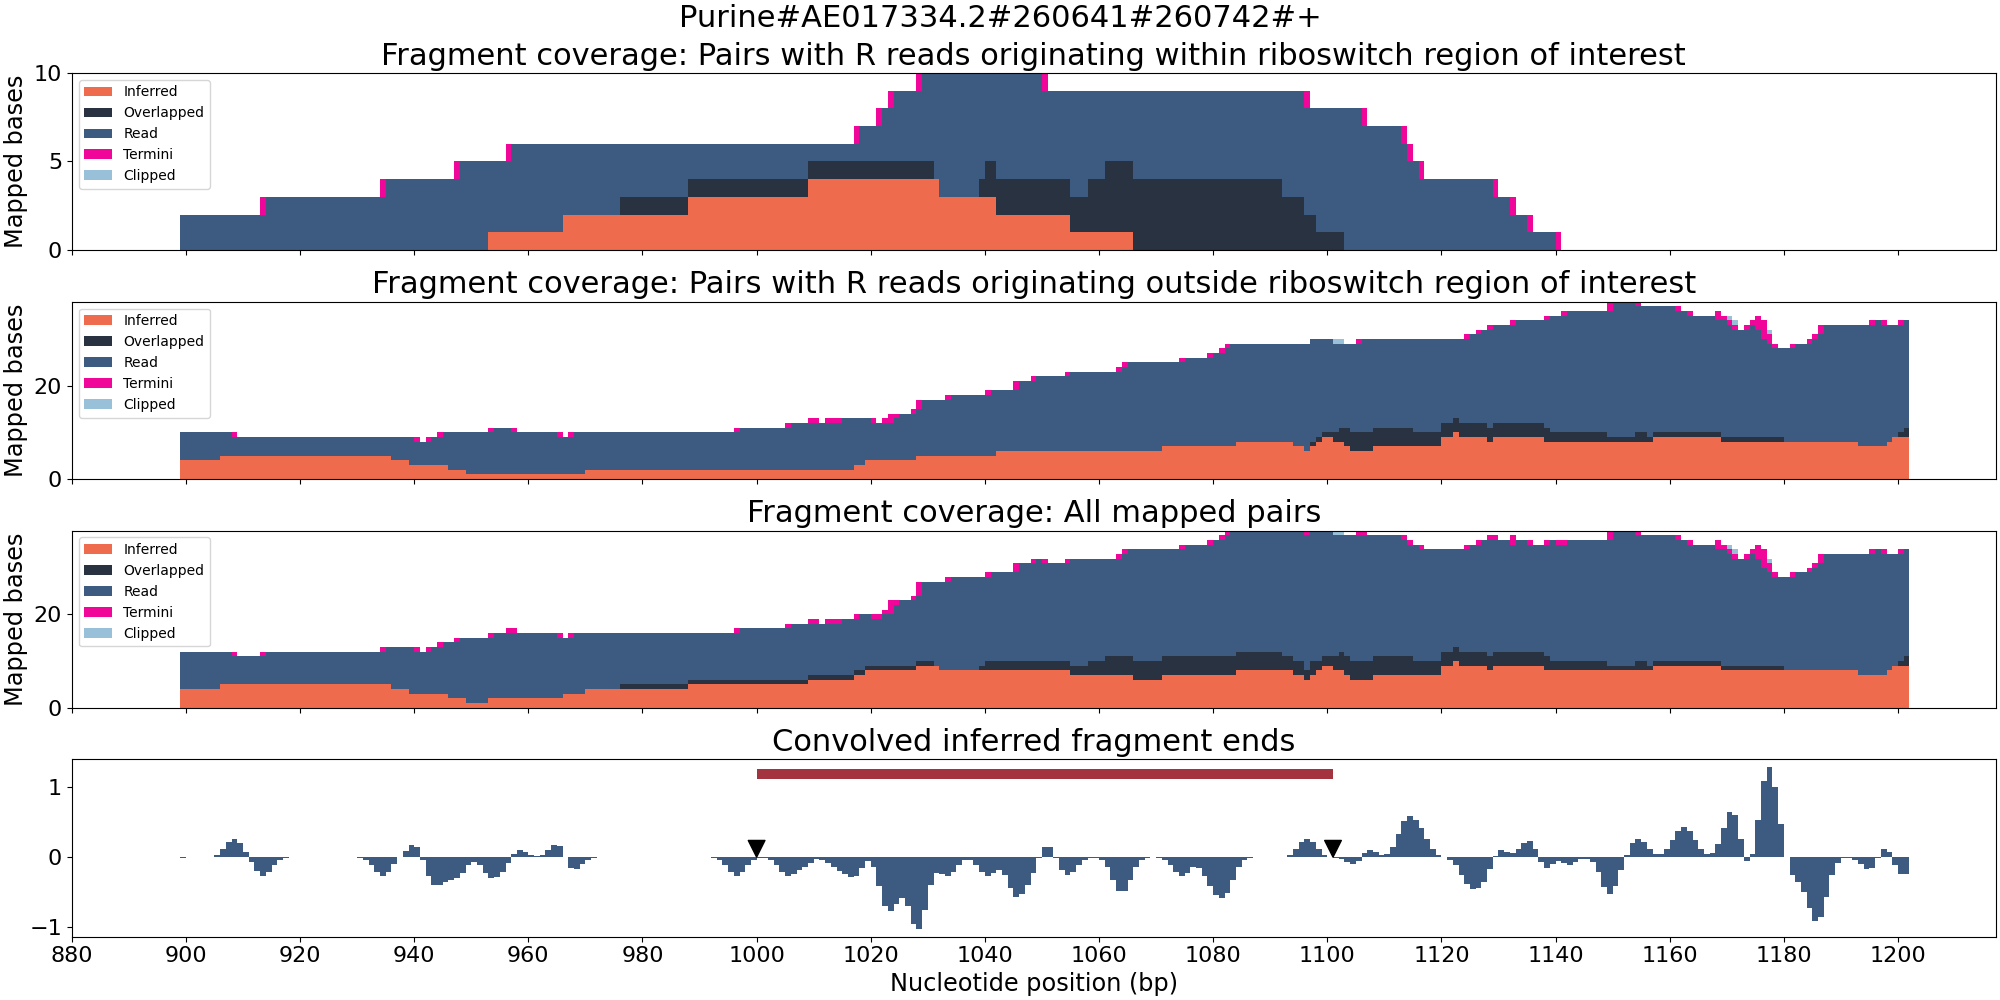 Purine#AE017334.2#260641#260742#+
Fragment coverage: Pairs with R reads originating within riboswitch region of interest
Mapped bases
10
5
0
Inferred
Overlapped
Read
Termini
Clipped
Fragment coverage: Pairs with R reads originating outside riboswitch region of interest
Mapped bases
20
0
Inferred
Overlapped
Read
Termini
Clipped
Fragment coverage: All mapped pairs
Mapped bases
20
0
Inferred
Overlapped
Read
Termini
Clipped
Convolved inferred fragment ends
1
0
−1
880 900 920 940 960 980 1000 1020 1040 1060 1080 1100 1120 1140 1160 1180 1200
Nucleotide position (bp)